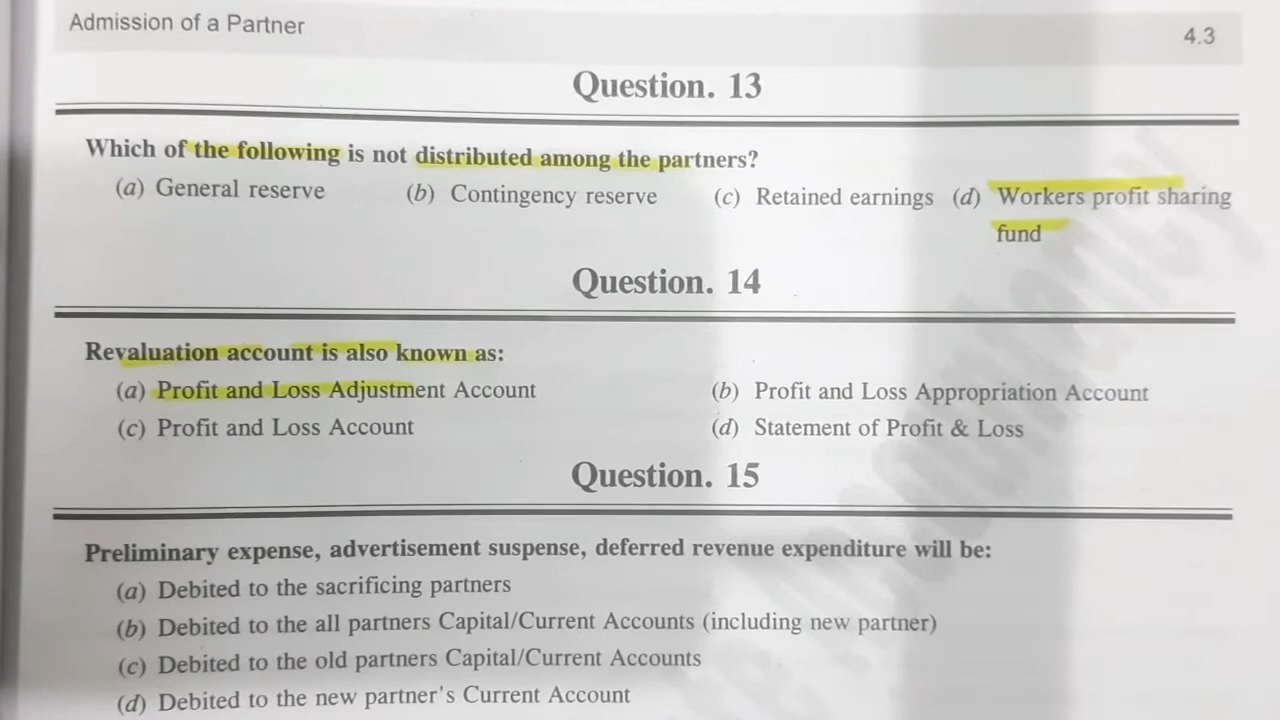 Admission of a Partner 4.3
Question. 13
Which of the following is not distributed among the partners?
(a) General reserve (b) Contingency reserve (c) Retained earnings (d) Workers profit sharing
fund
Question. 14
Revaluation account is also known as:
(a) Profit and Loss Adjustment Account (b) Profit and Loss Appropriation Account
(c) Profit and Loss Account (d) Statement of Profit & Loss
Question. 15
Preliminary expense, advertisement suspense, deferred revenue expenditure will be:
(a) Debited to the sacrificing partners
(b) Debited to the all partners Capital/Current Accounts (including new partner)
(c) Debited to the old partners Capital/Current Accounts
(d) Debited to the new partner's Current Account